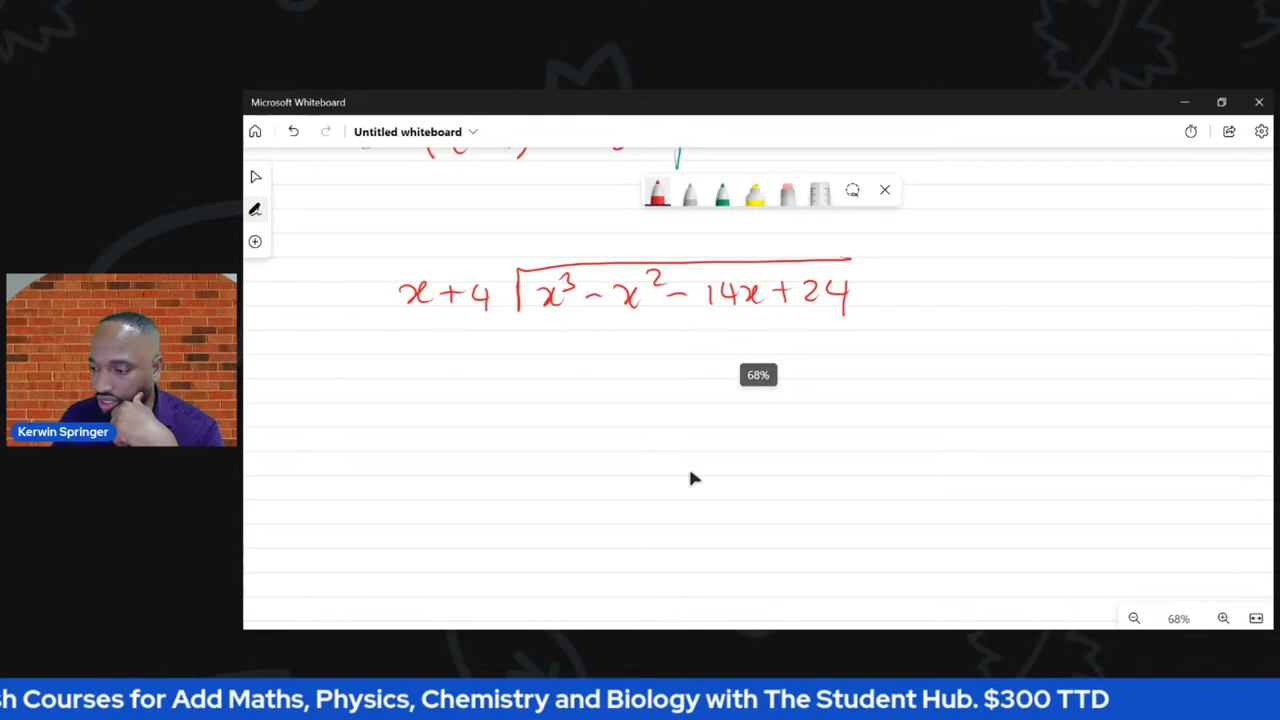 Microsoft Whiteboard
Untitled whiteboard
x+4 x³-x²-14x+24
68%
Kerwin Springer
68%
sh Courses for Add Maths, Physics, Chemistry and Biology with The Student Hub. $300 TTD